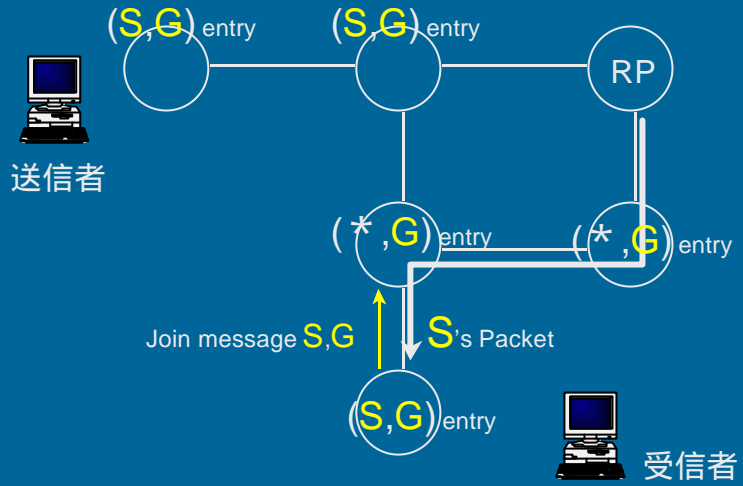 (S,G) entry
(S,G) entry
RP
送信者
(*,G) entry
(*,G) entry
Join message S,G
S's Packet
(S,G) entry
受信者